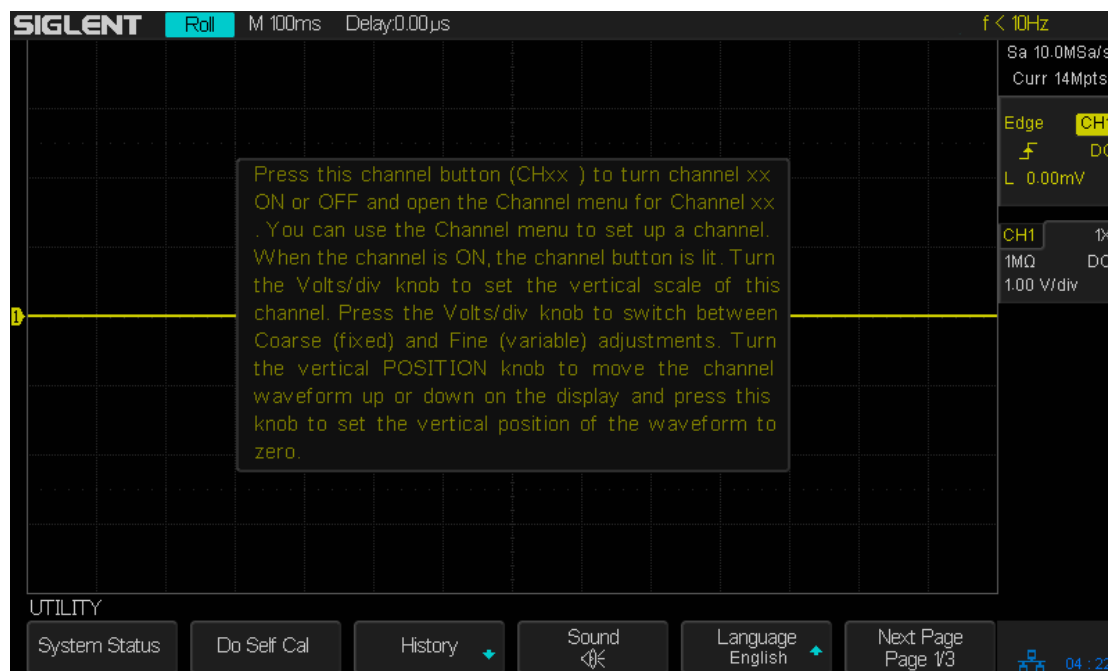 SIGLENT Roll M 100ms Delay:0.00µs f < 10Hz
Sa 10.0MSa/s
Curr 14Mpts
Edge CH1
DC
L 0.00mV
Press this channel button (CHxx ) to turn channel xx
ON or OFF and open the Channel menu for Channel xx
. You can use the Channel menu to set up a channel.
When the channel is ON, the channel button is lit. Turn
the Volts/div knob to set the vertical scale of this
channel. Press the Volts/div knob to switch between
Coarse (fixed) and Fine (variable) adjustments. Turn
the vertical POSITION knob to move the channel
waveform up or down on the display and press this
knob to set the vertical position of the waveform to
zero.
CH1 1X
1MΩ DC
1.00 V/div
1
UTILITY
System Status Do Self Cal History Sound Language English Next Page Page 1/3
04:22